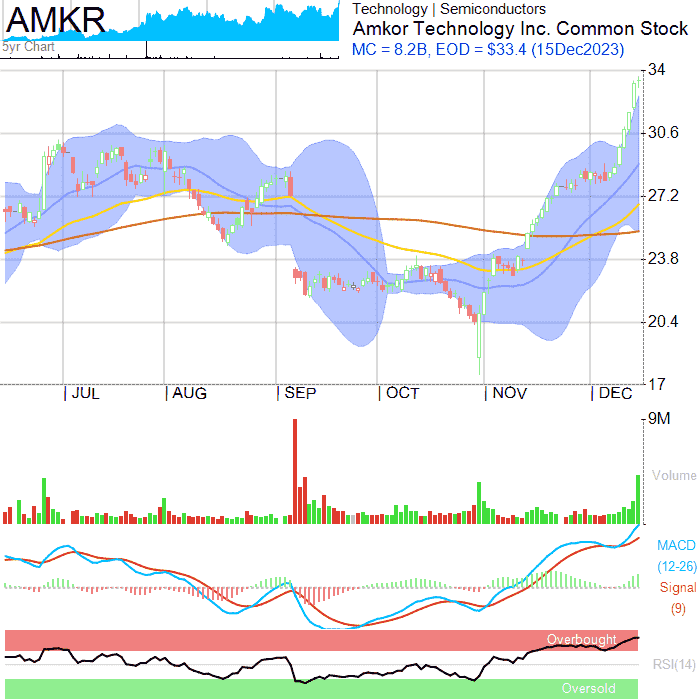 AMKR
5yr Chart
Technology | Semiconductors
Amkor Technology Inc. Common Stock
MC = 8.2B, EOD = $33.4 (15Dec2023)
34
30.6
27.2
23.8
20.4
17
JUL AUG SEP OCT NOV DEC
9M
Volume
MACD
(12-26)
Signal
(9)
Overbought
RSI(14)
Oversold